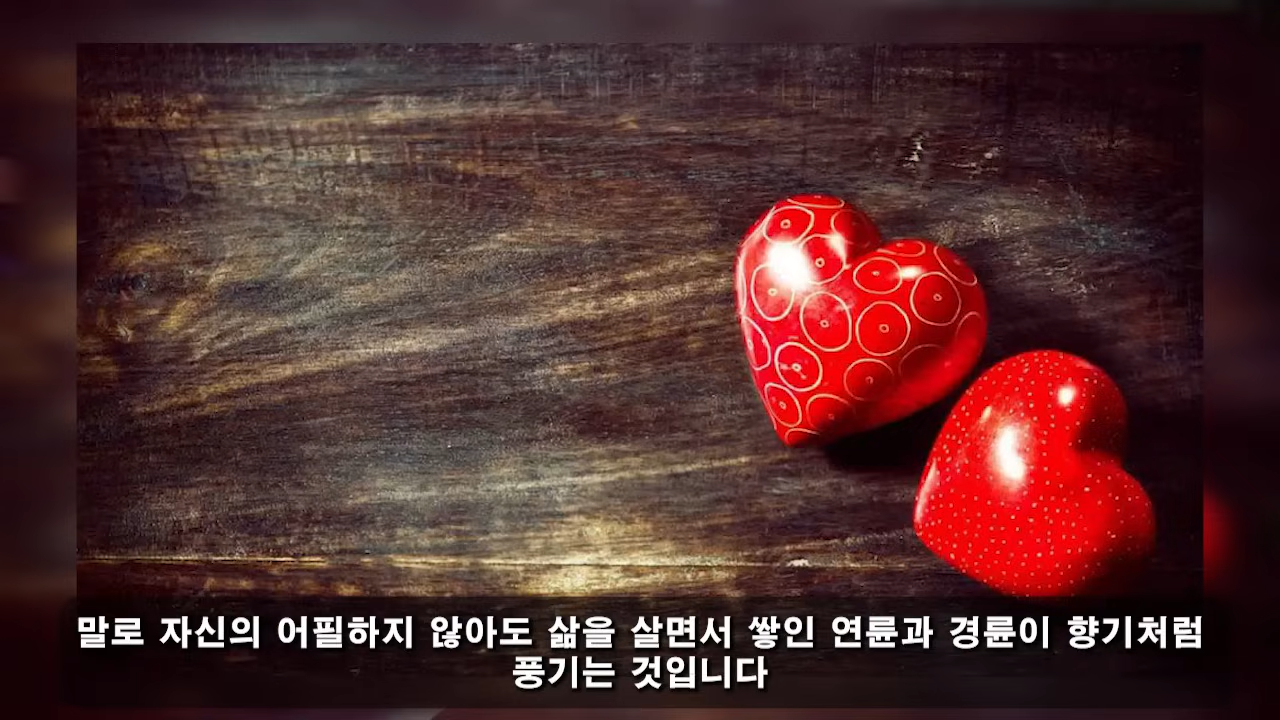 말로 자신의 어필하지 않아도 삶을 살면서 쌓인 연륜과 경륜이 향기처럼
풍기는 것입니다